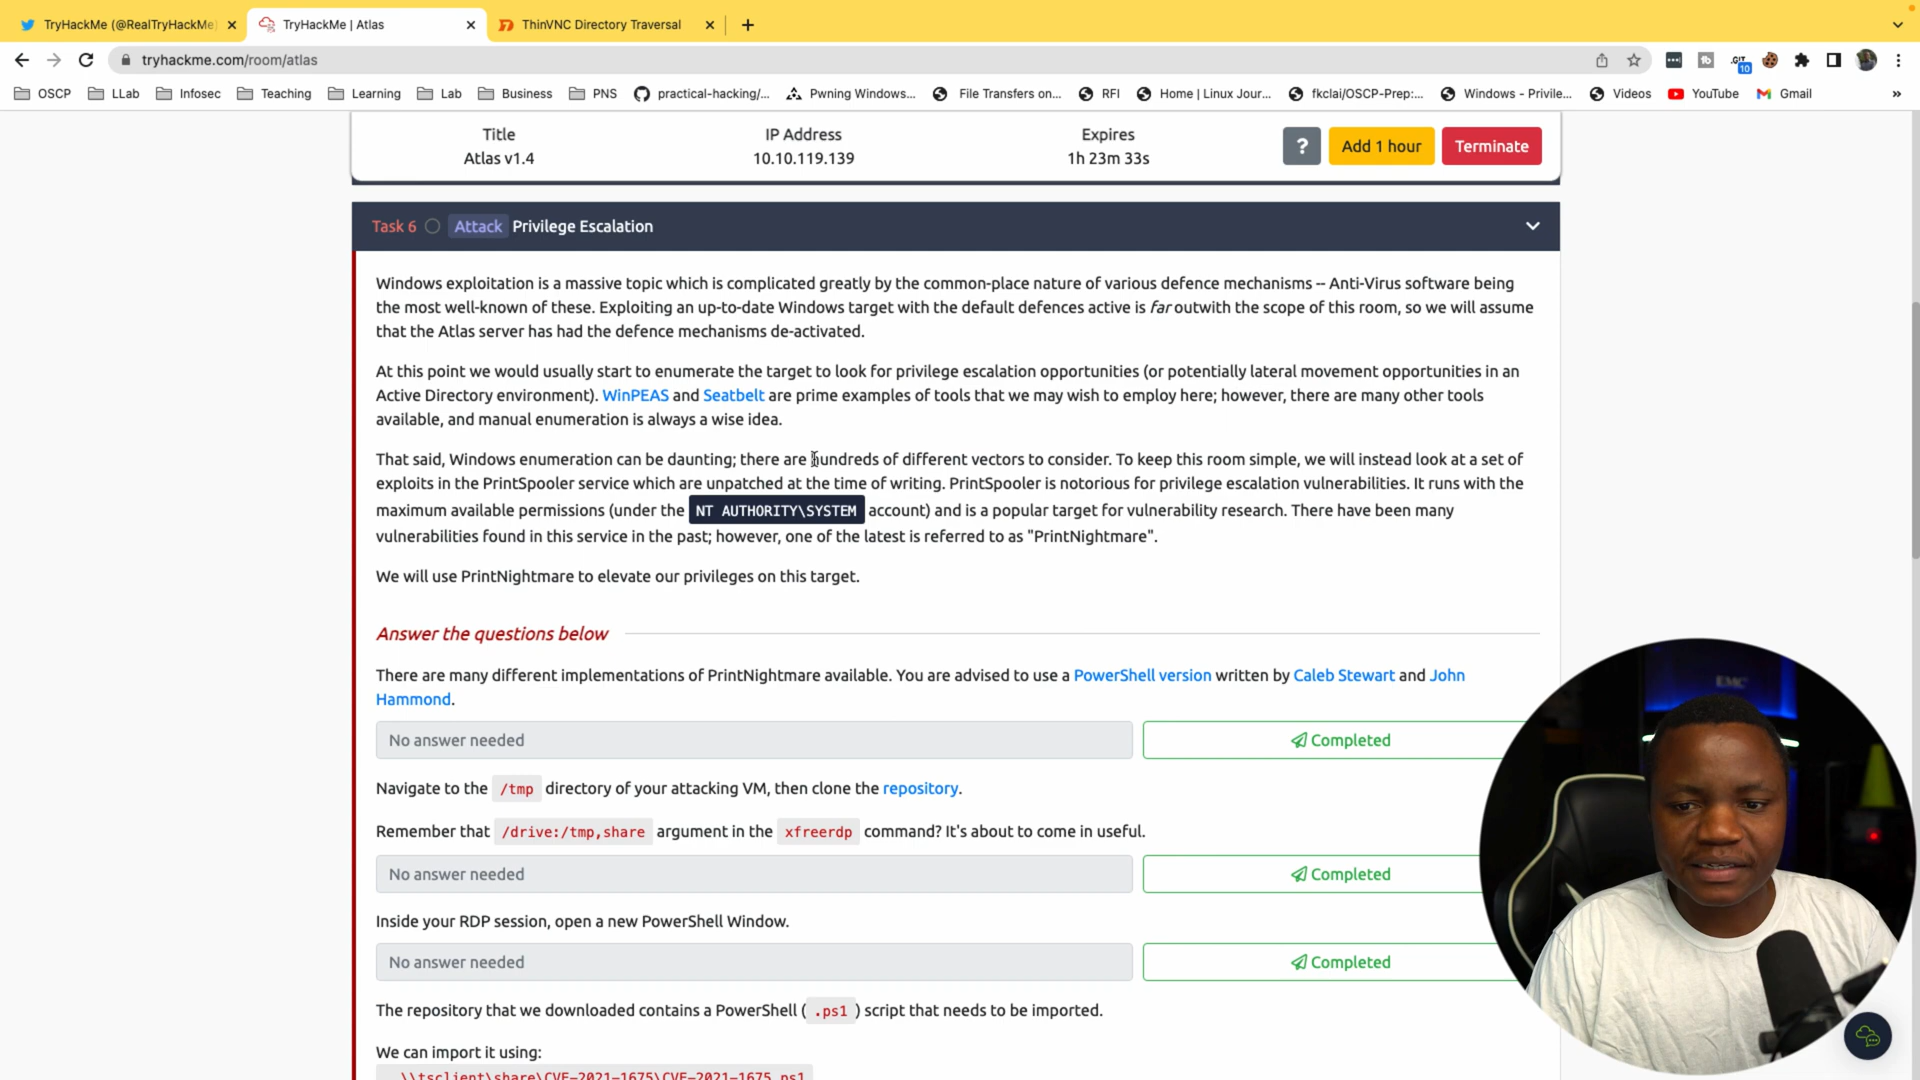 TryHackMe (@RealTryHackMe)
TryHackMe | Atlas
ThinVNC Directory Traversal
tryhackme.com/room/atlas
GIT
10
OSCP
LLab
Infosec
Teaching
Learning
Lab
Business
PNS
practical-hacking/...
Pwning Windows...
File Transfers on...
RFI
Home | Linux Jour...
fkclai/OSCP-Prep:...
Windows - Privile...
Videos
YouTube
Gmail
»
Title
IP Address
Expires
Atlas v1.4
10.10.119.139
1h 23m 33s
?
Add 1 hour
Terminate
Task 6 Attack Privilege Escalation
Windows exploitation is a massive topic which is complicated greatly by the common-place nature of various defence mechanisms -- Anti-Virus software being
the most well-known of these. Exploiting an up-to-date Windows target with the default defences active is far outwith the scope of this room, so we will assume
that the Atlas server has had the defence mechanisms de-activated.
At this point we would usually start to enumerate the target to look for privilege escalation opportunities (or potentially lateral movement opportunities in an
Active Directory environment). WinPEAS and Seatbelt are prime examples of tools that we may wish to employ here; however, there are many other tools
available, and manual enumeration is always a wise idea.
That said, Windows enumeration can be daunting; there are hundreds of different vectors to consider. To keep this room simple, we will instead look at a set of
exploits in the PrintSpooler service which are unpatched at the time of writing. PrintSpooler is notorious for privilege escalation vulnerabilities. It runs with the
maximum available permissions (under the NT AUTHORITY\SYSTEM account) and is a popular target for vulnerability research. There have been many
vulnerabilities found in this service in the past; however, one of the latest is referred to as "PrintNightmare".
We will use PrintNightmare to elevate our privileges on this target.
Answer the questions below
There are many different implementations of PrintNightmare available. You are advised to use a PowerShell version written by Caleb Stewart and John
Hammond.
No answer needed
Completed
Navigate to the /tmp directory of your attacking VM, then clone the repository.
Remember that /drive:/tmp,share argument in the xfreerdp command? It's about to come in useful.
No answer needed
Completed
Inside your RDP session, open a new PowerShell Window.
No answer needed
Completed
The repository that we downloaded contains a PowerShell ( .ps1 ) script that needs to be imported.
We can import it using:
\\tsclient\share\CVE-2021-1675\CVE-2021-1675.ps1